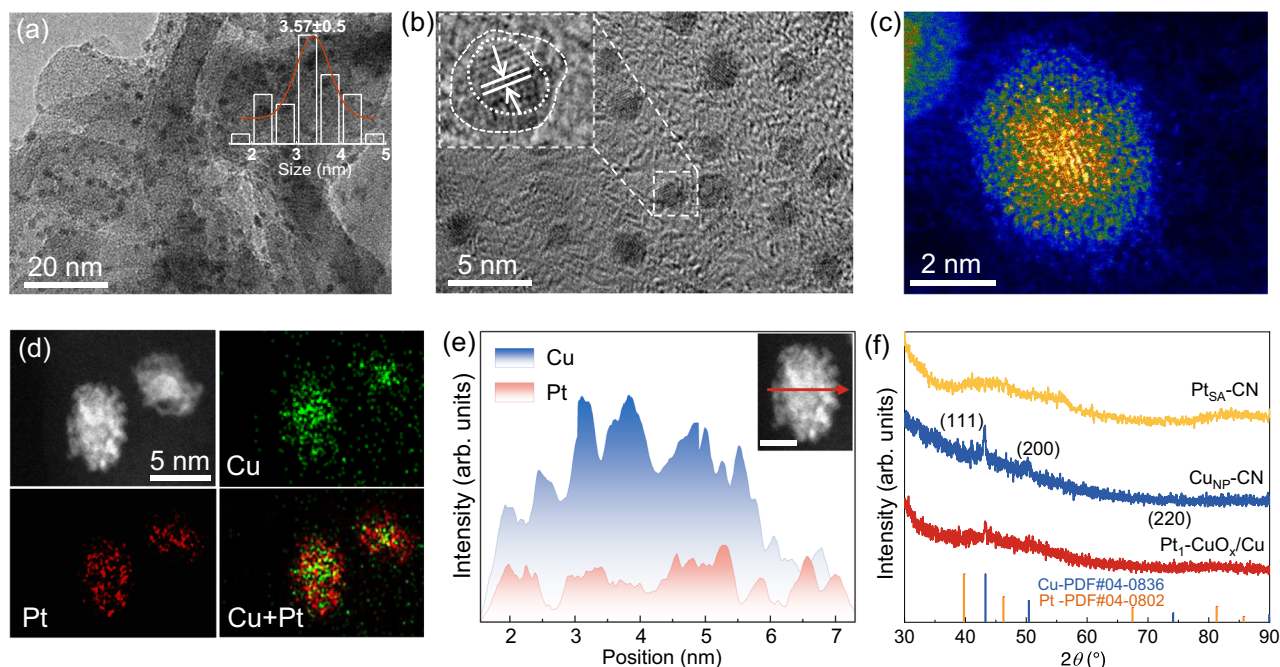 (a)
3.57±0.5
2 3 4 5
Size (nm)
20 nm
(b)
5 nm
(c)
2 nm
(d)
5 nm
Cu
Pt
Cu+Pt
(e)
Cu
Pt
Intensity (arb. units)
2 3 4 5 6 7
Position (nm)
(f)
Pt_SA-CN
(111)
(200)
Cu_NP-CN
(220)
Pt₁-CuOₓ/Cu
Cu-PDF#04-0836
Pt -PDF#04-0802
Intensity (arb. units)
30 40 50 60 70 80 90
2θ (°)